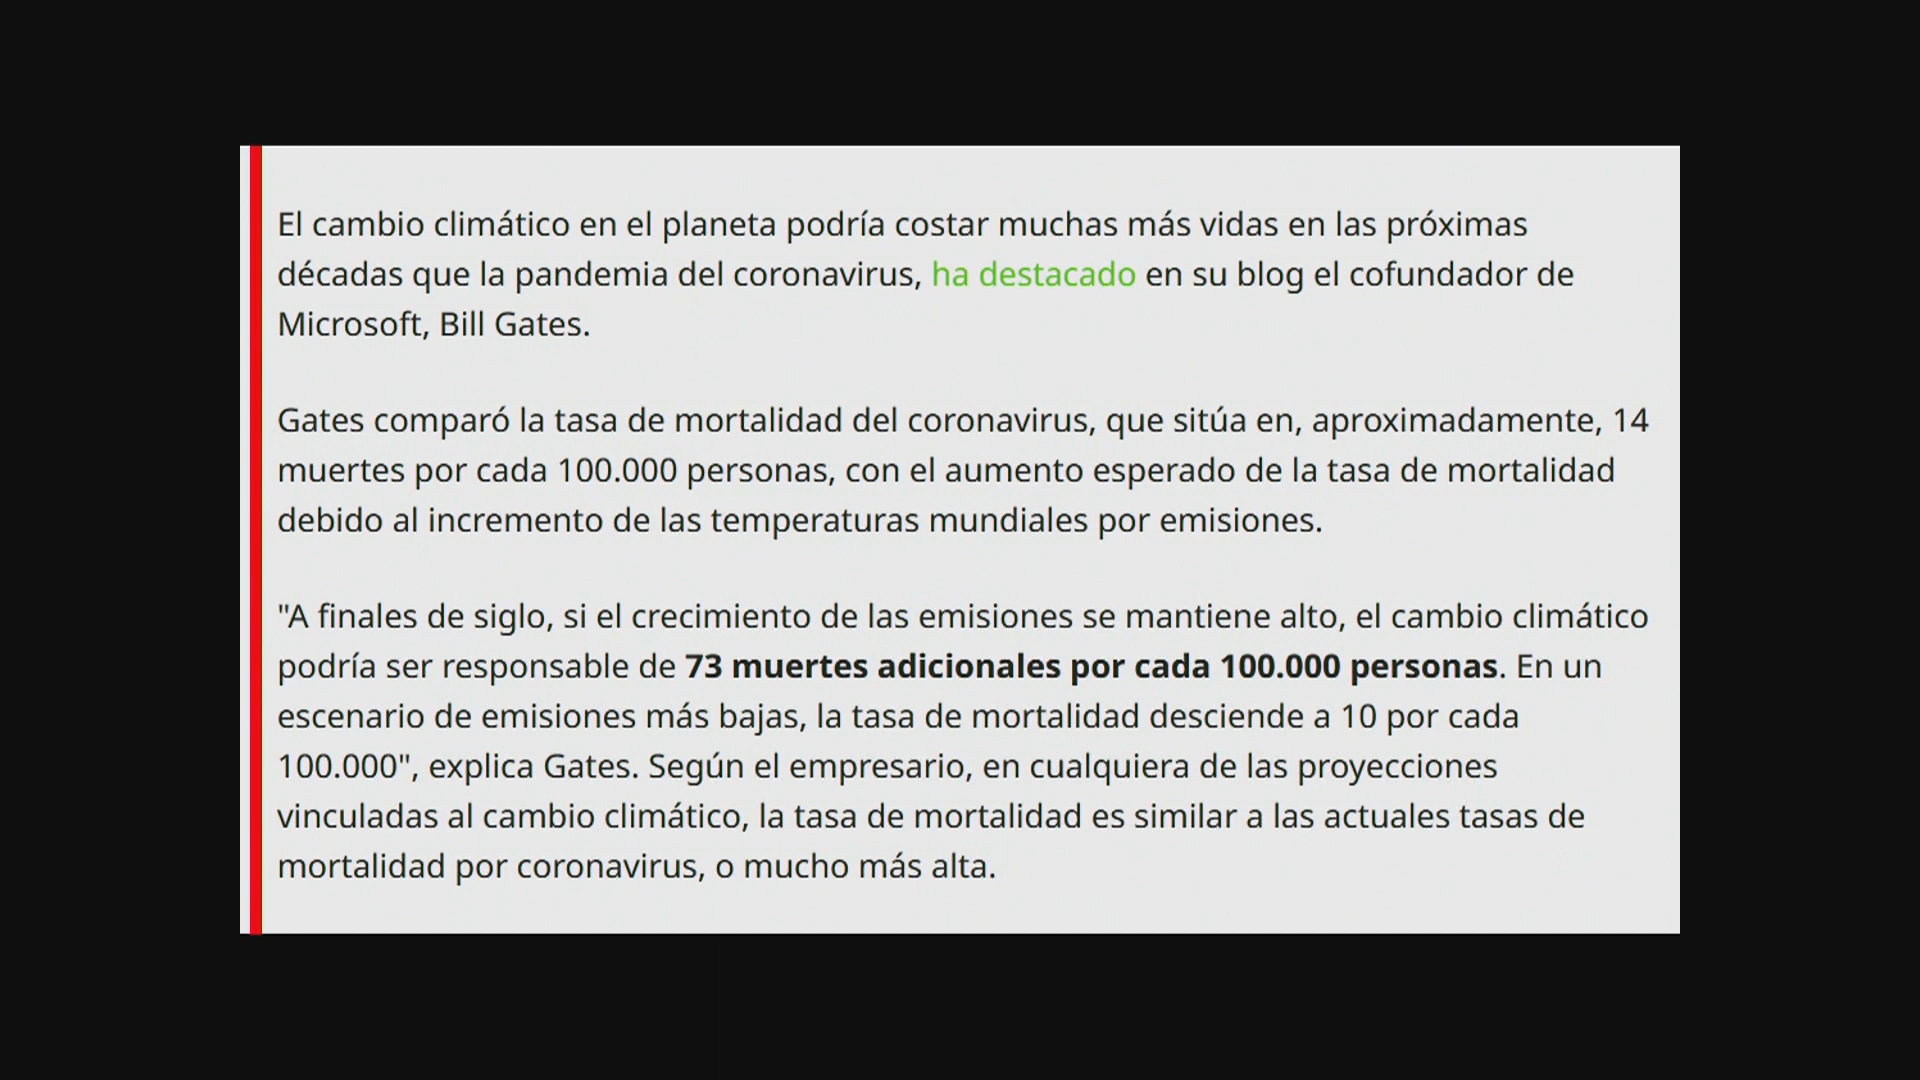 El cambio climático en el planeta podría costar muchas más vidas en las próximas
décadas que la pandemia del coronavirus, ha destacado en su blog el cofundador de
Microsoft, Bill Gates.
Gates comparó la tasa de mortalidad del coronavirus, que sitúa en, aproximadamente, 14
muertes por cada 100.000 personas, con el aumento esperado de la tasa de mortalidad
debido al incremento de las temperaturas mundiales por emisiones.
"A finales de siglo, si el crecimiento de las emisiones se mantiene alto, el cambio climático
podría ser responsable de 73 muertes adicionales por cada 100.000 personas. En un
escenario de emisiones más bajas, la tasa de mortalidad desciende a 10 por cada
100.000", explica Gates. Según el empresario, en cualquiera de las proyecciones
vinculadas al cambio climático, la tasa de mortalidad es similar a las actuales tasas de
mortalidad por coronavirus, o mucho más alta.